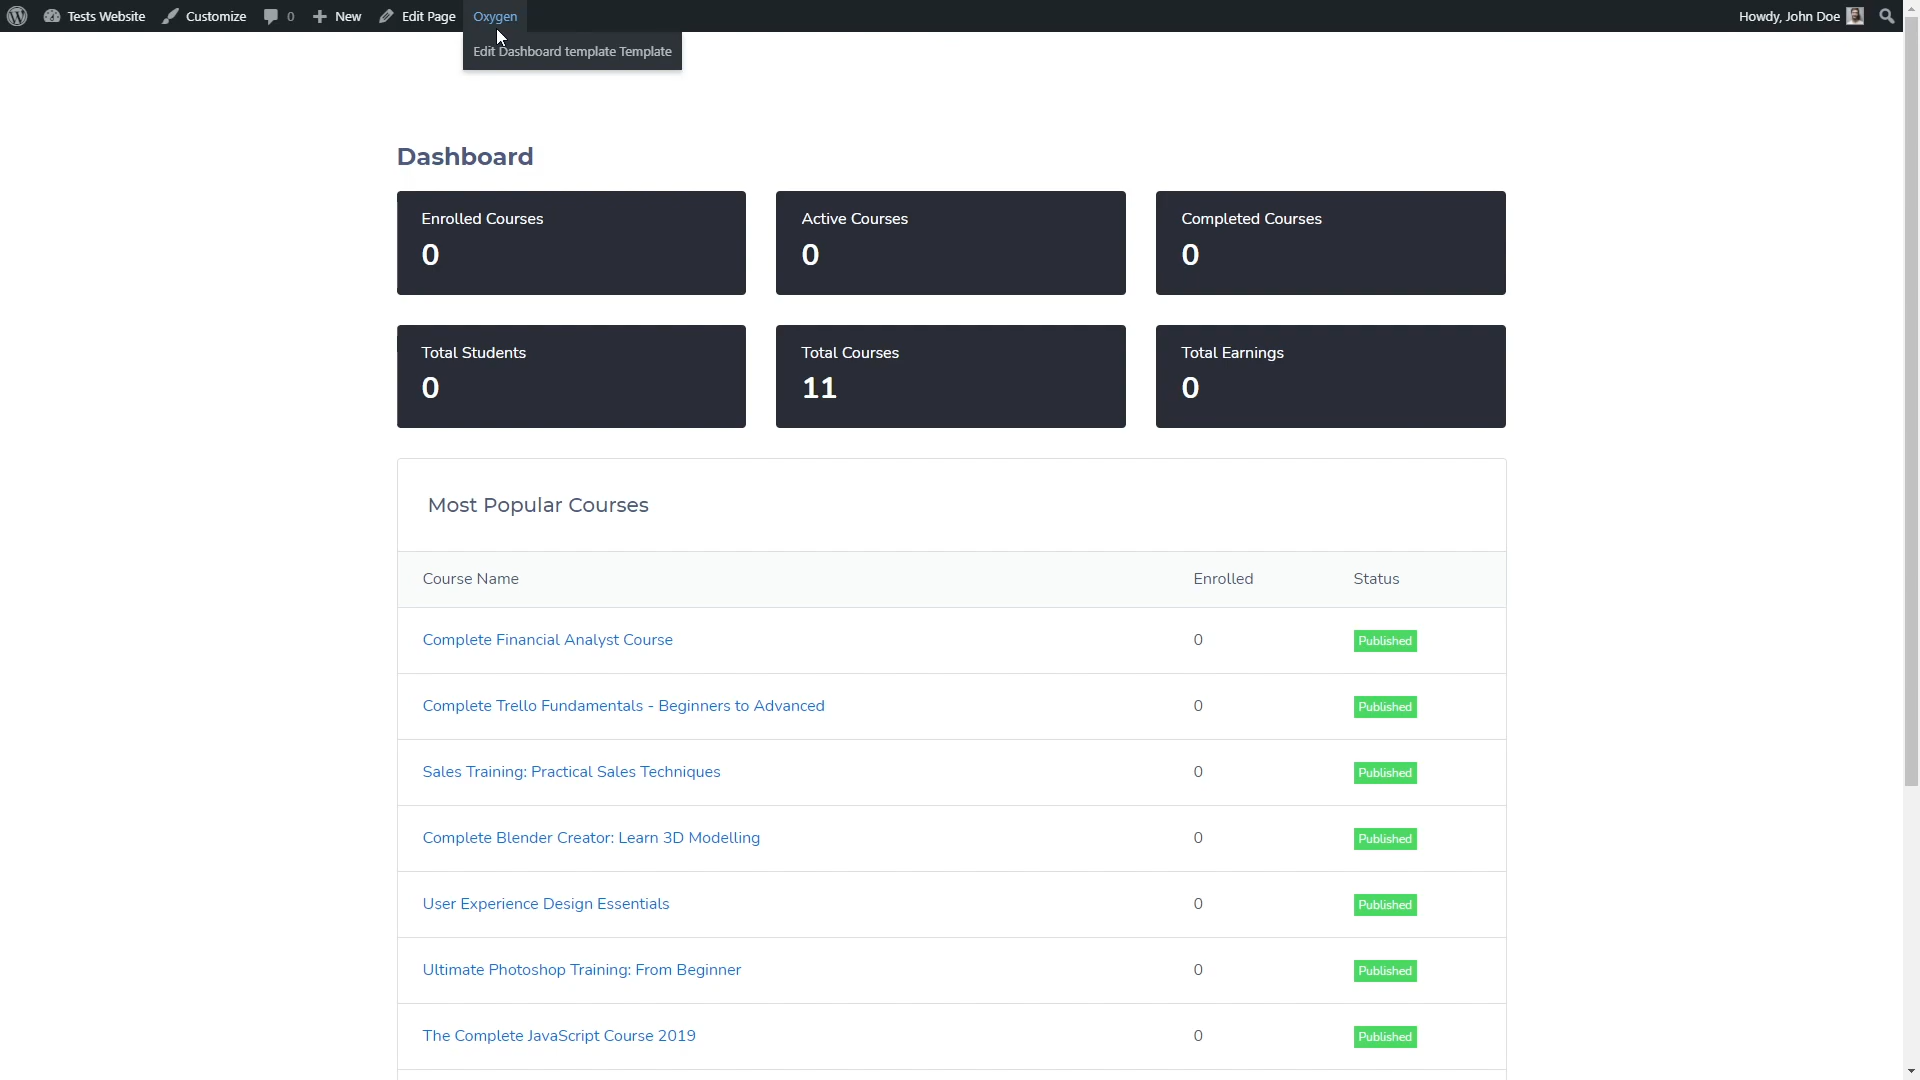 Tests Website Customize 0 New Edit Page Oxygen Howdy, John Doe
Edit Dashboard template Template
Dashboard
Enrolled Courses
0
Active Courses
0
Completed Courses
0
Total Students
0
Total Courses
11
Total Earnings
0
Most Popular Courses
Course Name Enrolled Status
Complete Financial Analyst Course 0 Published
Complete Trello Fundamentals - Beginners to Advanced 0 Published
Sales Training: Practical Sales Techniques 0 Published
Complete Blender Creator: Learn 3D Modelling 0 Published
User Experience Design Essentials 0 Published
Ultimate Photoshop Training: From Beginner 0 Published
The Complete JavaScript Course 2019 0 Published